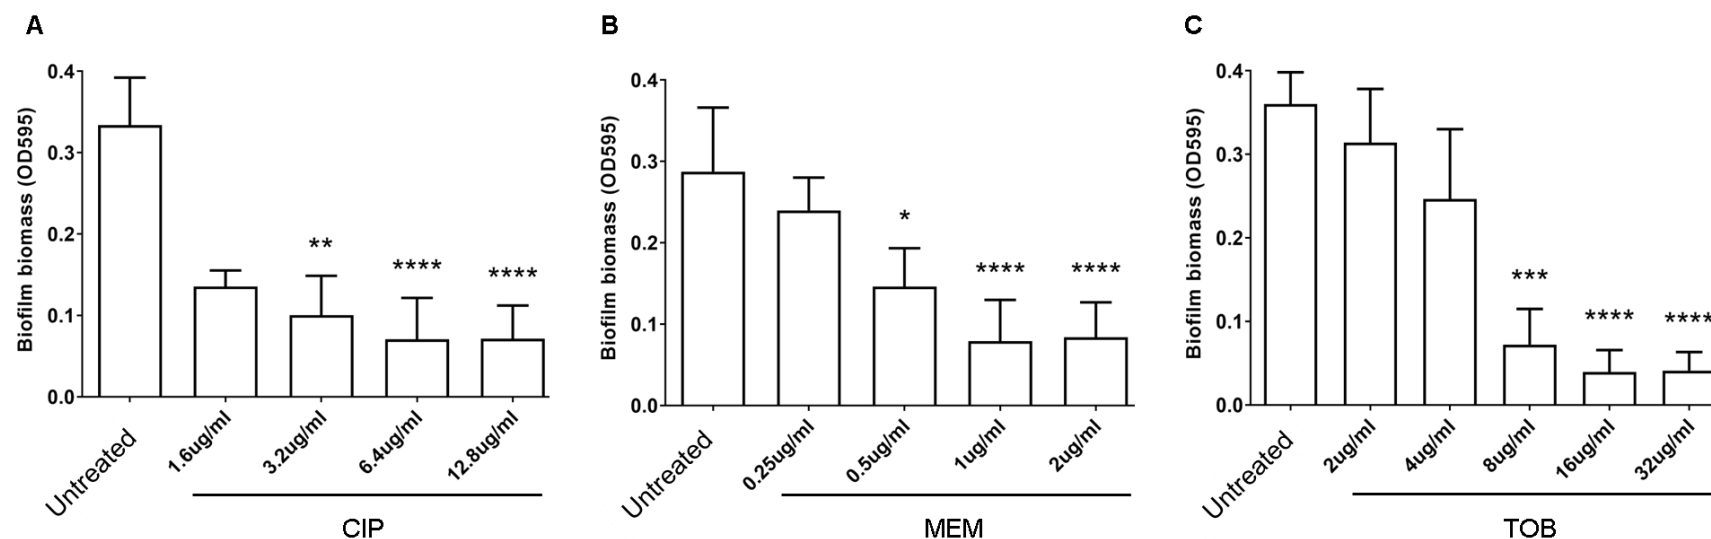 A
Biofilm biomass (OD595)
0.4
0.3
0.2
0.1
0.0
**
****
****
Untreated
1.6ug/ml
3.2ug/ml
6.4ug/ml
12.8ug/ml
CIP
B
Biofilm biomass (OD595)
0.4
0.3
0.2
0.1
0.0
*
****
****
Untreated
0.25ug/ml
0.5ug/ml
1ug/ml
2ug/ml
MEM
C
Biofilm biomass (OD595)
0.4
0.3
0.2
0.1
0.0
***
****
****
Untreated
2ug/ml
4ug/ml
8ug/ml
16ug/ml
32ug/ml
TOB